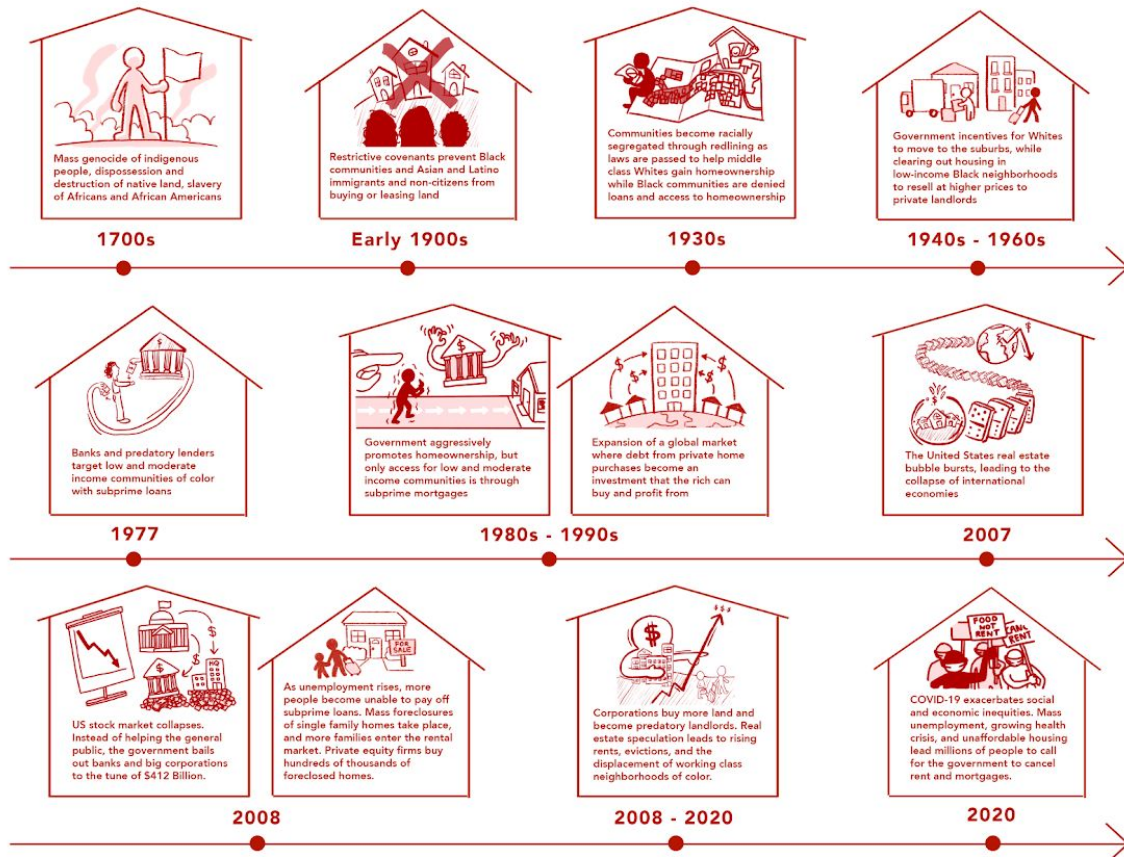 Mass genocide of indigenous
people, dispossession and
destruction of native land, slavery
of Africans and African Americans
1700s
Restrictive covenants prevent Black
communities and Asian and Latino
immigrants and non-citizens from
buying or leasing land
Early 1900s
Communities become racially
segregated through redlining as
laws are passed to help middle
class Whites gain homeownership
while Black communities are denied
loans and access to homeownership
1930s
Government incentives for Whites
to move to the suburbs, while
clearing out housing in
low-income Black neighborhoods
to resell at higher prices to
private landlords
1940s - 1960s
$
Banks and predatory lenders
target low and moderate
income communities of color
with subprime loans
1977
$
Government aggressively
promotes homeownership, but
only access for low and moderate
income communities is through
subprime mortgages
$ $
$ $
Expansion of a global market
where debt from private home
purchases become an
investment that the rich can
buy and profit from
1980s - 1990s
$
$
The United States real estate
bubble bursts, leading to the
collapse of international
economies
2007
$
$
$
HQ
US stock market collapses.
Instead of helping the general
public, the government bails
out banks and big corporations
to the tune of $412 Billion.
FOR
SALE
As unemployment rises, more
people become unable to pay off
subprime loans. Mass foreclosures
of single family homes take place,
and more families enter the rental
market. Private equity firms buy
hundreds of thousands of
foreclosed homes.
2008
$$$
$
Corporations buy more land and
become predatory landlords. Real
estate speculation leads to rising
rents, evictions, and the
displacement of working class
neighborhoods of color.
2008 - 2020
FOOD
NOT
RENT
RENT
COVID-19 exacerbates social
and economic inequities. Mass
unemployment, growing health
crisis, and unaffordable housing
lead millions of people to call
for the government to cancel
rent and mortgages.
2020